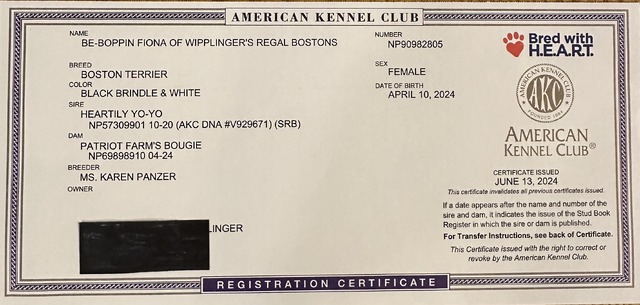 AMERICAN KENNEL CLUB
NAME
BE-BOPPIN FIONA OF WIPPLINGER'S REGAL BOSTONS
NUMBER
NP90982805
BREED
BOSTON TERRIER
SEX
FEMALE
COLOR
BLACK BRINDLE & WHITE
DATE OF BIRTH
APRIL 10, 2024
SIRE
HEARTILY YO-YO
NP57309901 10-20 (AKC DNA #V929671) (SRB)
DAM
PATRIOT FARM'S BOUGIE
NP69898910 04-24
BREEDER
MS. KAREN PANZER
OWNER
LINGER
Bred with
H.E.A.R.T.
AMERICAN KENNEL CLUB
AKC
FOUNDED 1884
AMERICAN
KENNEL CLUB®
CERTIFICATE ISSUED
JUNE 13, 2024
This certificate invalidates all previous certificates issued.
If a date appears after the name and number of the
sire and dam, it indicates the issue of the Stud Book
Register in which the sire or dam is published.
For Transfer Instructions, see back of Certificate.
This Certificate issued with the right to correct or
revoke by the American Kennel Club.
REGISTRATION CERTIFICATE